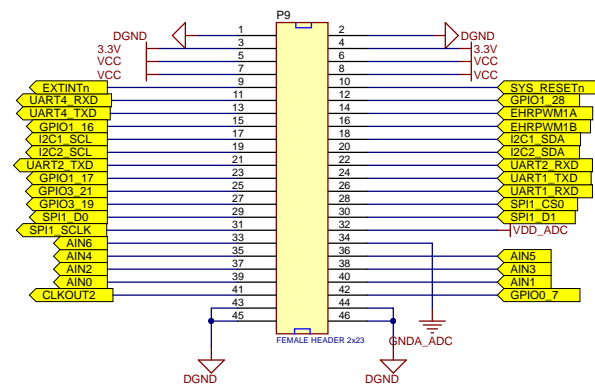 P9
DGND 1 2 DGND
3.3V 3 4 3.3V
VCC 5 6 VCC
VCC 7 8 VCC
EXTINTn 9 10 SYS_RESETn
UART4_RXD 11 12 GPIO1_28
UART4_TXD 13 14 EHRPWM1A
GPIO1_16 15 16 EHRPWM1B
I2C1_SCL 17 18 I2C1_SDA
I2C2_SCL 19 20 I2C2_SDA
UART2_TXD 21 22 UART2_RXD
GPIO1_17 23 24 UART1_TXD
GPIO3_21 25 26 UART1_RXD
GPIO3_19 27 28 SPI1_CS0
SPI1_D0 29 30 SPI1_D1
SPI1_SCLK 31 32 VDD_ADC
AIN6 33 34
AIN4 35 36 AIN5
AIN2 37 38 AIN3
AIN0 39 40 AIN1
CLKOUT2 41 42 GPIO0_7
43 44
45 46
FEMALE HEADER 2x23
GNDA_ADC
DGND DGND